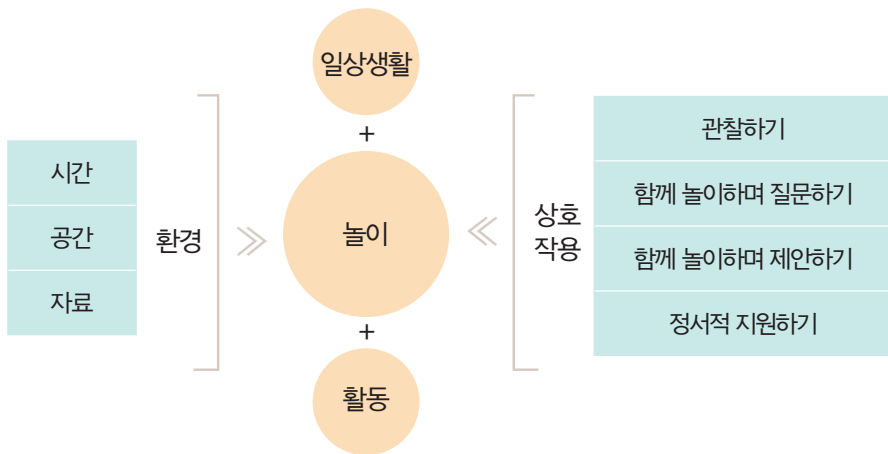 시간
공간
자료
환경
일상생활
+
놀이
+
활동
상호
작용
관찰하기
함께 놀이하며 질문하기
함께 놀이하며 제안하기
정서적 지원하기